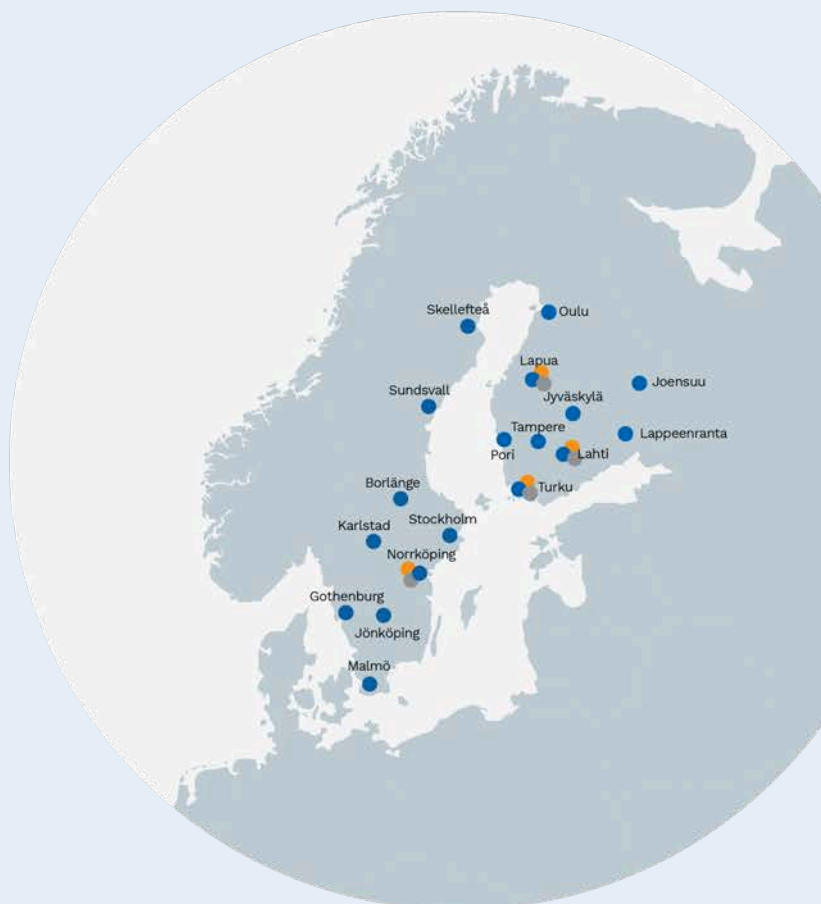 Skellefteå
Oulu
Lapua
Joensuu
Sundsvall
Jyväskylä
Tampere
Lappeenranta
Pori
Lahti
Borlänge
Turku
Stockholm
Karlstad
Norrköping
Gothenburg
Jönköping
Malmö